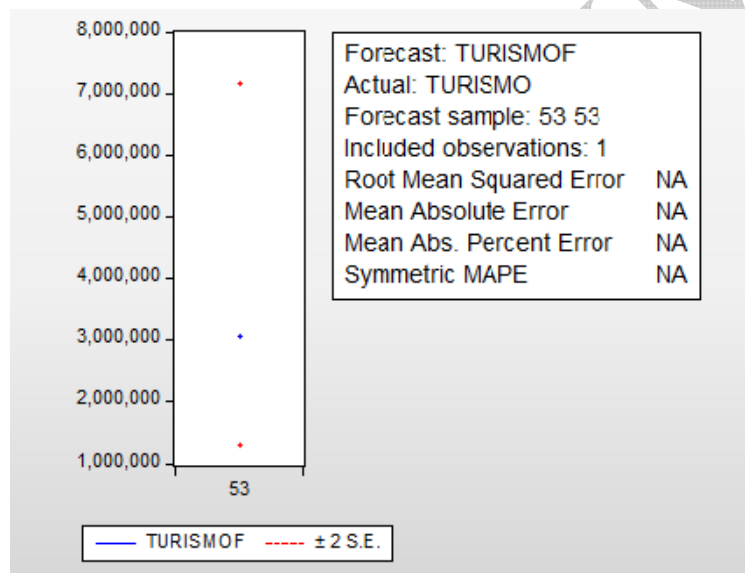 8,000,000
7,000,000
6,000,000
5,000,000
4,000,000
3,000,000
2,000,000
1,000,000
53
Forecast: TURISMOF
Actual: TURISMO
Forecast sample: 53 53
Included observations: 1
Root Mean Squared Error NA
Mean Absolute Error NA
Mean Abs. Percent Error NA
Symmetric MAPE NA
TURISMOF ± 2 S.E.